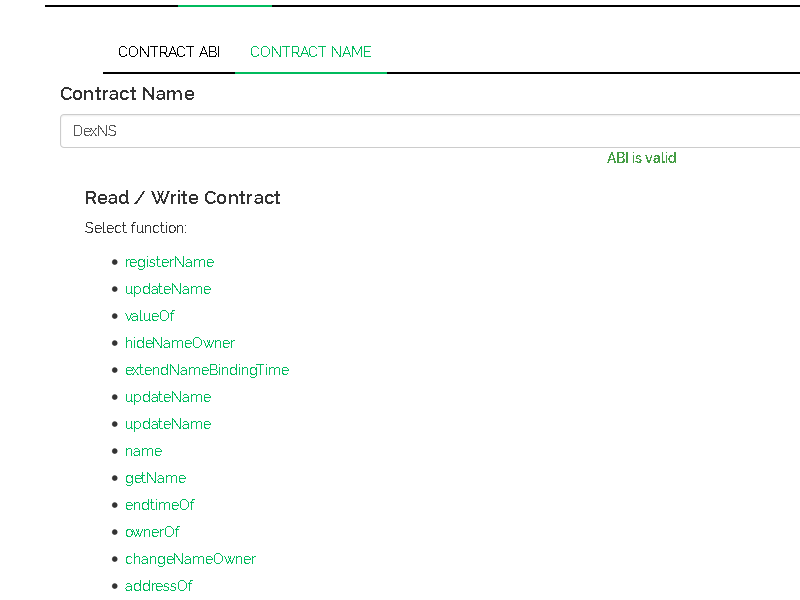 CONTRACT ABI CONTRACT NAME
Contract Name
DexNS
ABI is valid
Read / Write Contract
Select function:
registerName
updateName
valueOf
hideNameOwner
extendNameBindingTime
updateName
updateName
name
getName
endtimeOf
ownerOf
changeNameOwner
addressOf